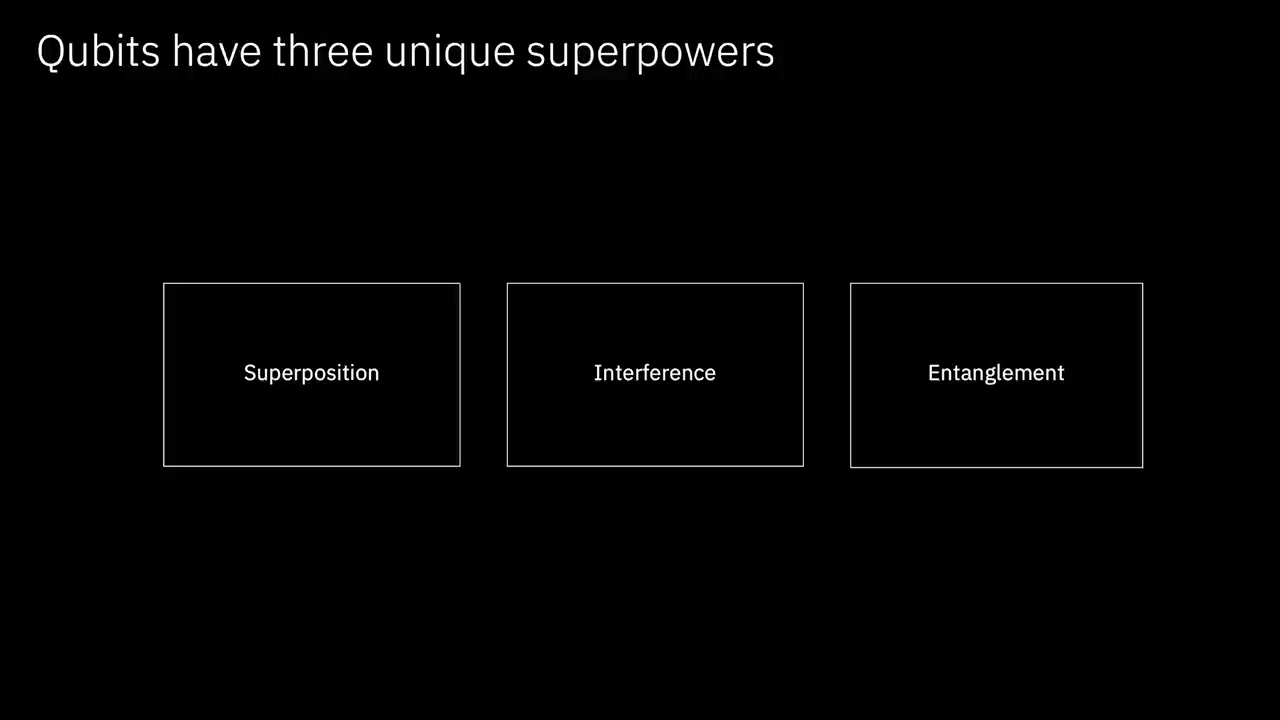 Qubits have three unique superpowers
Superposition
Interference
Entanglement